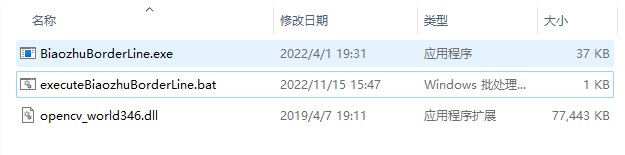 名称 修改日期 类型 大小
BiaozhuBorderLine.exe 2022/4/1 19:31 应用程序 37 KB
executeBiaozhuBorderLine.bat 2022/11/15 15:47 Windows 批处理... 1 KB
opencv_world346.dll 2019/4/7 19:11 应用程序扩展 77,443 KB